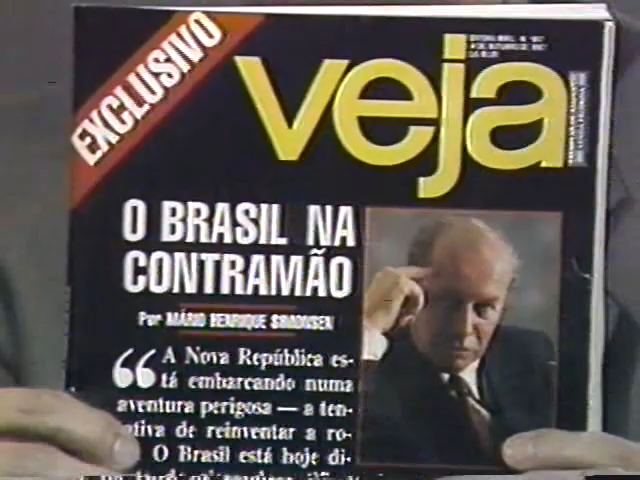 EXCLUSIVO
veja
O BRASIL NA
CONTRAMÃO
Por MÁRIO HENRIQUE SIMONSEN
“A Nova República es-
tá embarcando numa
aventura perigosa — a ten-
tativa de reinventar a ro-
O Brasil está hoje di-